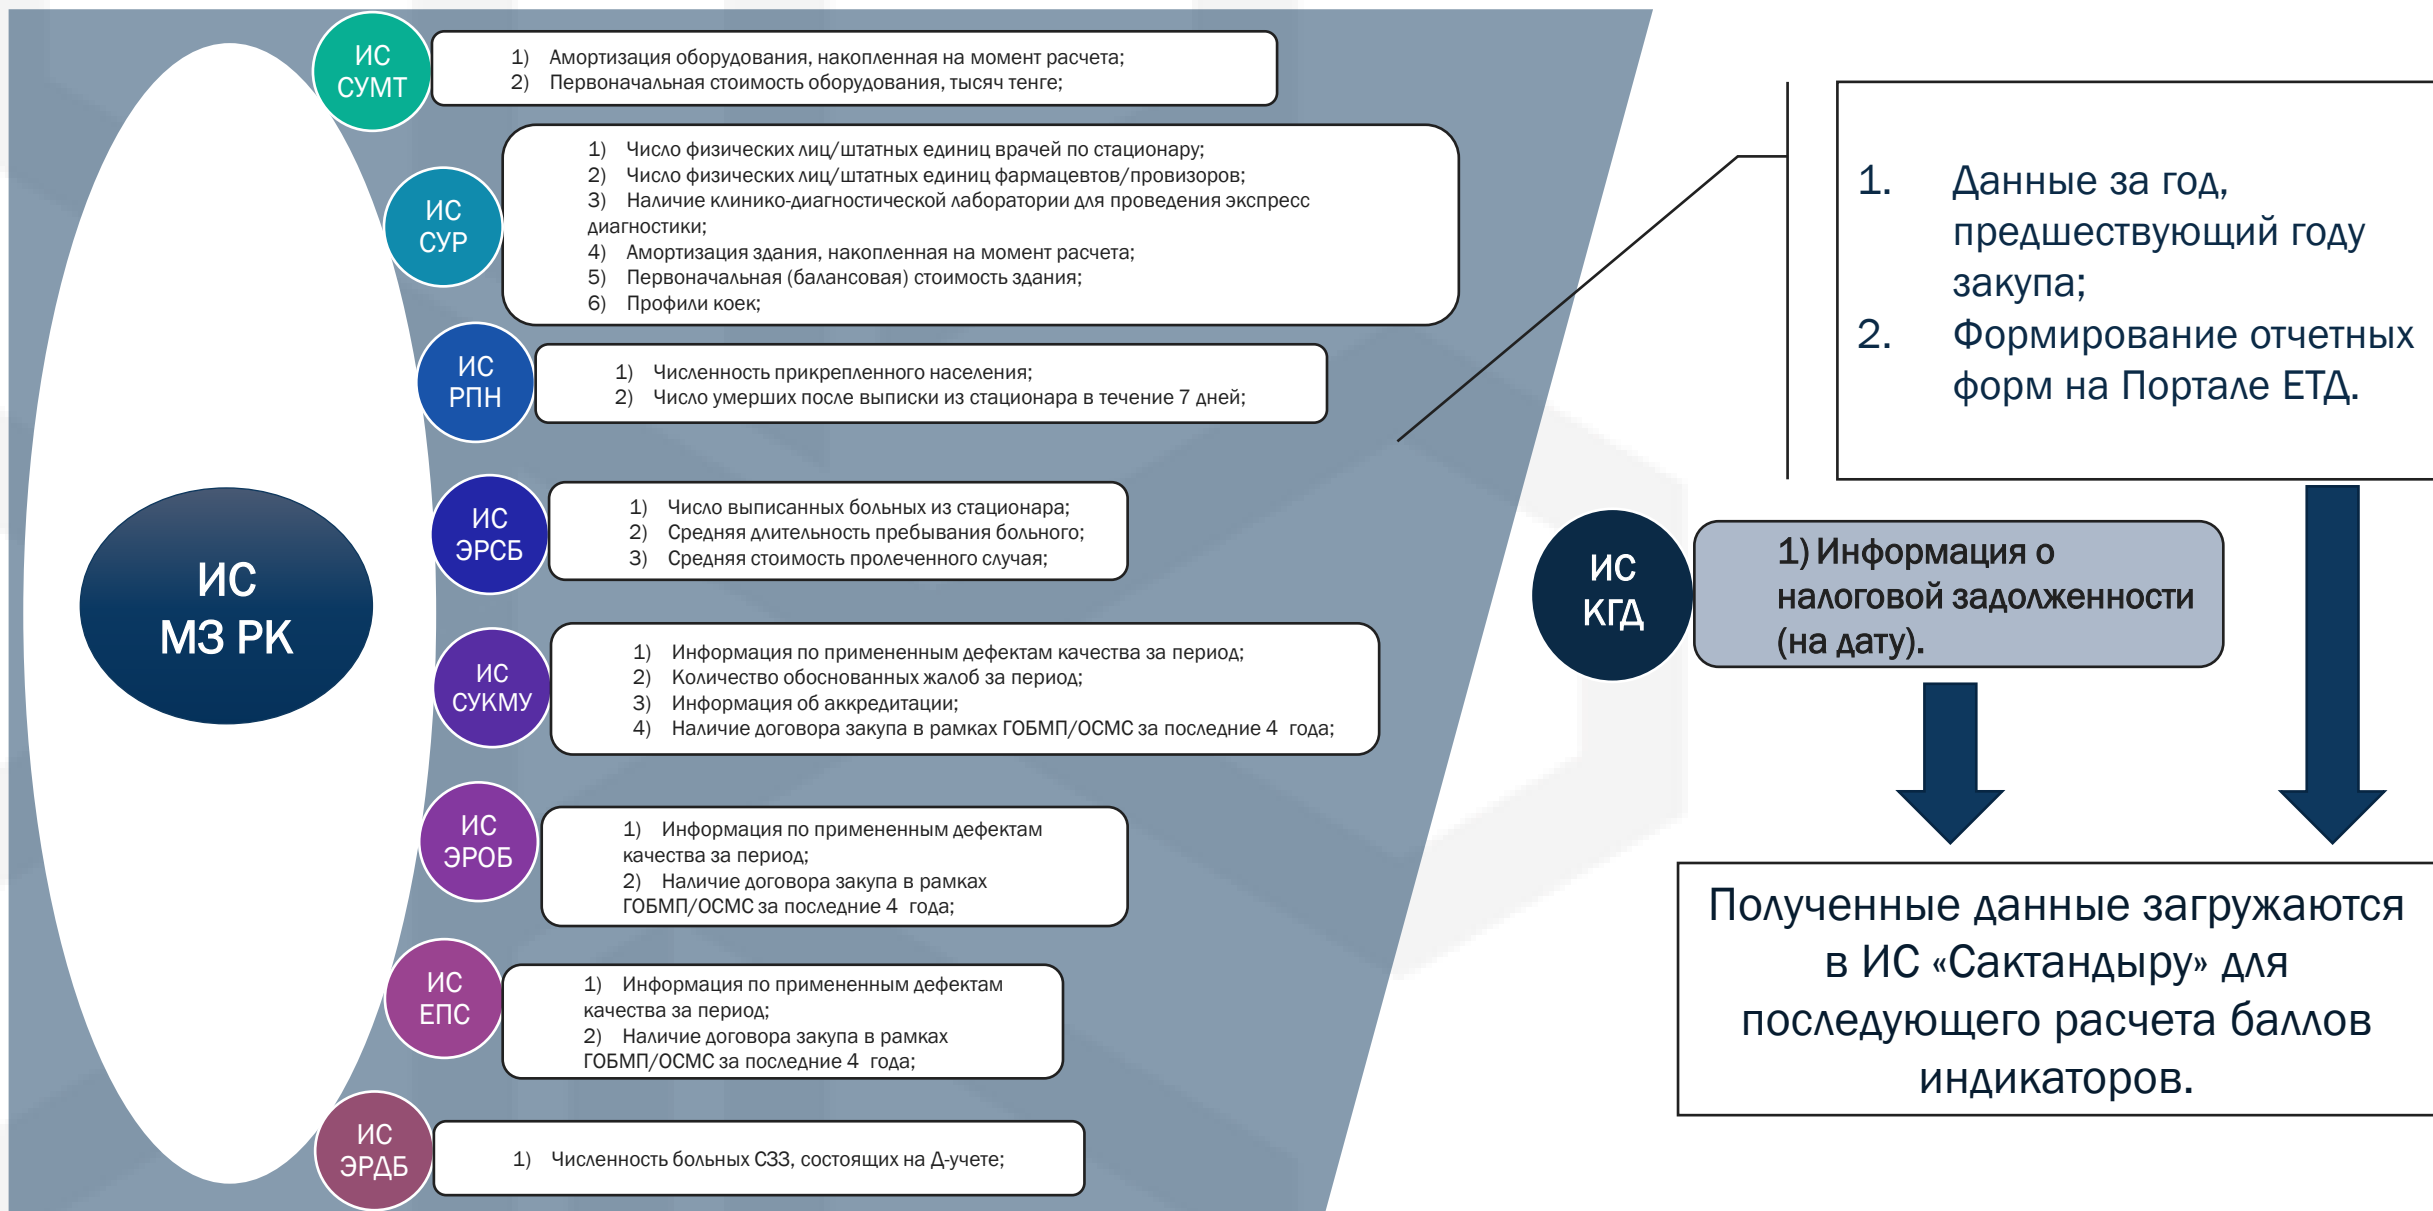 ИС
МЗ РК
ИС
СУМТ
1) Амортизация оборудования, накопленная на момент расчета;
2) Первоначальная стоимость оборудования, тысяч тенге;
ИС
СУР
1) Число физических лиц/штатных единиц врачей по стационару;
2) Число физических лиц/штатных единиц фармацевтов/провизоров;
3) Наличие клинико-диагностической лаборатории для проведения экспресс
диагностики;
4) Амортизация здания, накопленная на момент расчета;
5) Первоначальная (балансовая) стоимость здания;
6) Профили коек;
ИС
РПН
1) Численность прикрепленного населения;
2) Число умерших после выписки из стационара в течение 7 дней;
ИС
ЭРСБ
1) Число выписанных больных из стационара;
2) Средняя длительность пребывания больного;
3) Средняя стоимость пролеченного случая;
ИС
СУКМУ
1) Информация по примененным дефектам качества за период;
2) Количество обоснованных жалоб за период;
3) Информация об аккредитации;
4) Наличие договора закупа в рамках ГОБМП/ОСМС за последние 4 года;
ИС
ЭРОБ
1) Информация по примененным дефектам
качества за период;
2) Наличие договора закупа в рамках
ГОБМП/ОСМС за последние 4 года;
ИС
ЕПС
1) Информация по примененным дефектам
качества за период;
2) Наличие договора закупа в рамках
ГОБМП/ОСМС за последние 4 года;
ИС
ЭРДБ
1) Численность больных СЗЗ, состоящих на Д-учете;
1. Данные за год,
предшествующий году
закупа;
2. Формирование отчетных
форм на Портале ЕТД.
ИС
КГД
1) Информация о
налоговой задолженности
(на дату).
Полученные данные загружаются
в ИС «Сактандыру» для
последующего расчета баллов
индикаторов.